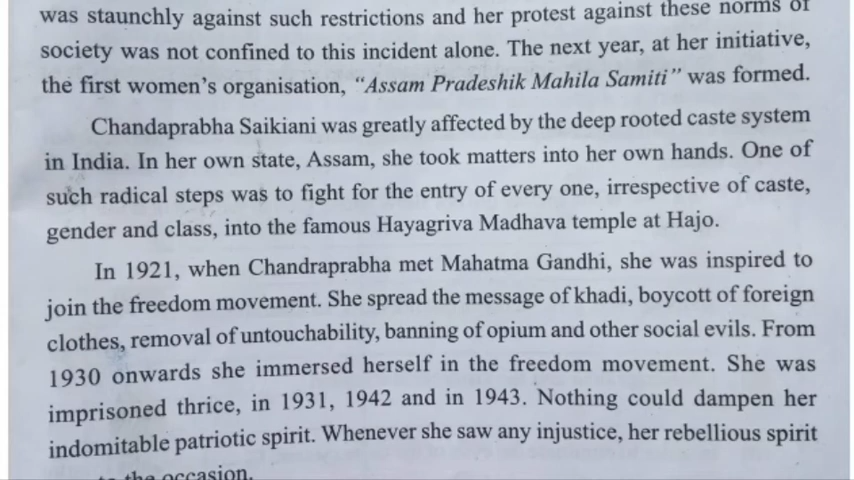 was staunchly against such restrictions and her protest against these norms of
society was not confined to this incident alone. The next year, at her initiative,
the first women's organisation, “Assam Pradeshik Mahila Samiti” was formed.
Chandaprabha Saikiani was greatly affected by the deep rooted caste system
in India. In her own state, Assam, she took matters into her own hands. One of
such radical steps was to fight for the entry of every one, irrespective of caste,
gender and class, into the famous Hayagriva Madhava temple at Hajo.
In 1921, when Chandraprabha met Mahatma Gandhi, she was inspired to
join the freedom movement. She spread the message of khadi, boycott of foreign
clothes, removal of untouchability, banning of opium and other social evils. From
1930 onwards she immersed herself in the freedom movement. She was
imprisoned thrice, in 1931, 1942 and in 1943. Nothing could dampen her
indomitable patriotic spirit. Whenever she saw any injustice, her rebellious spirit
the occasion.